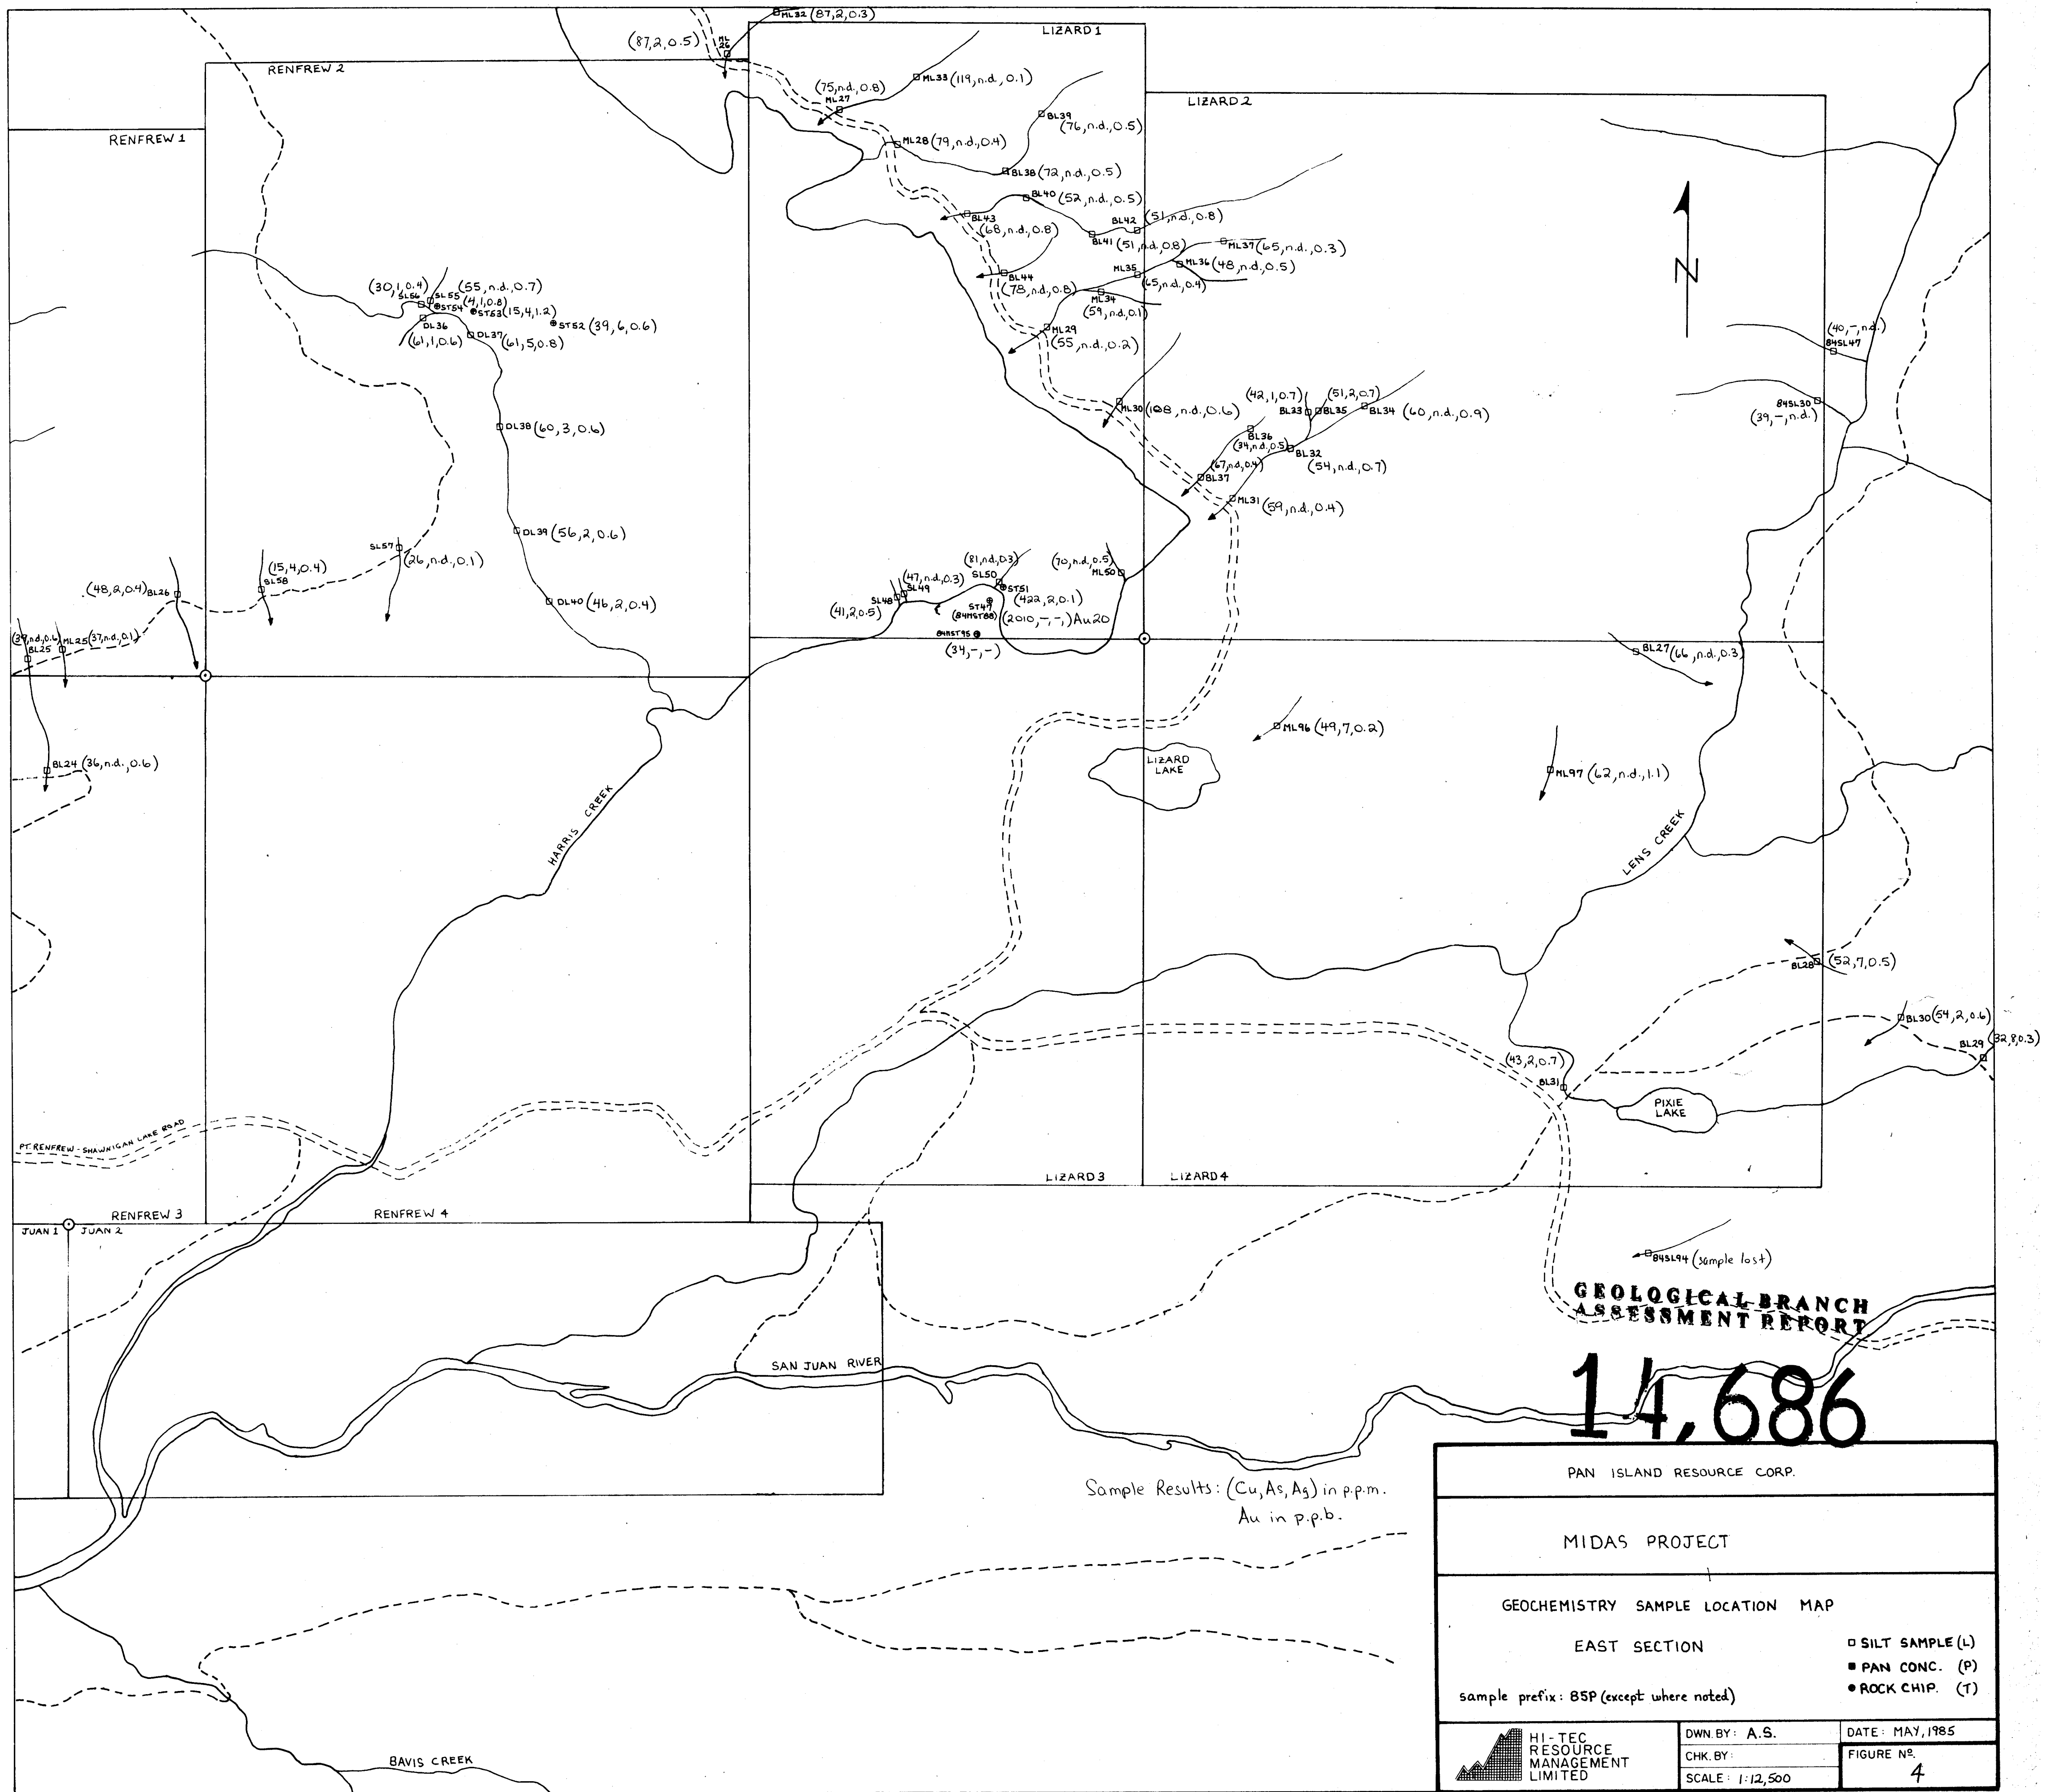 ML32 (87,2,0.3)
(87,2,0.5)
ML
26
LIZARD 1
RENFREW 2
ML33 (119,n.d.,0.1)
(75,n.d.,0.8)
ML27
LIZARD 2
BL39
(76,n.d.,0.5)
RENFREW 1
ML28 (79,n.d.,0.4)
BL38 (72,n.d.,0.5)
BL40 (52,n.d.,0.5)
BL43
(68,n.d.,0.8)
BL42
(51,n.d.,0.8)
BL41 (51,n.d.,0.8)
ML37 (65,n.d.,0.3)
ML36 (48,n.d.,0.5)
ML35
(65,n.d.,0.4)
BL44
(78,n.d.,0.8)
ML34
(59,n.d.,0.1)
N
(30,1,0.4)
SL56
SL55 (55,n.d.,0.7)
ST54 (4,1,0.8)
ST53 (15,4,1.2)
ST52 (39,6,0.6)
DL36
(61,1,0.6)
DL37 (61,5,0.8)
ML29
(55,n.d.,0.2)
(40,-,n.d.)
84SL47
84SL30
(39,-,n.d.)
ML30 (108,n.d.,0.6)
(42,1,0.7)
BL33
(51,2,0.7)
BL35
BL34 (60,n.d.,0.9)
BL36
(34,n.d.,0.5)
BL32
(54,n.d.,0.7)
(67,n.d.,0.4)
BL37
ML31
(59,n.d.,0.4)
DL38 (60,3,0.6)
DL39 (56,2,0.6)
SL57
(26,n.d.,0.1)
(15,4,0.4)
BL58
(48,2,0.4) BL26
DL40 (46,2,0.4)
(39,n.d.,0.6)
BL25
ML25 (37,n.d.,0.1)
(47,n.d.,0.3)
SL49
SL48
(41,2,0.5)
(81,n.d.,0.3)
SL50
ST51
(422,2,0.1)
ST47
(84MST88) (2010,-,-,) Au20
84MST95
(34,-,-)
(70,n.d.,0.5)
ML50
BL27 (66,n.d.,0.3)
ML96 (49,7,0.2)
ML97 (62,n.d.,1.1)
BL24 (36,n.d.,0.6)
LIZARD
LAKE
HARRIS CREEK
LENS CREEK
BL28 (52,7,0.5)
BL30 (54,2,0.6)
BL29 (32,8,0.3)
(43,2,0.7)
BL31
PIXIE
LAKE
PT. RENFREW - SHAWNIGAN LAKE ROAD
LIZARD 3
LIZARD 4
RENFREW 3
RENFREW 4
JUAN 1
JUAN 2
84SL94 (sample lost)
GEOLOGICAL BRANCH
ASSESSMENT REPORT
14,686
SAN JUAN RIVER
Sample Results: (Cu, As, Ag) in p.p.m.
Au in p.p.b.
PAN ISLAND RESOURCE CORP.
MIDAS PROJECT
GEOCHEMISTRY SAMPLE LOCATION MAP
EAST SECTION
SILT SAMPLE (L)
PAN CONC. (P)
ROCK CHIP. (T)
sample prefix: 85P (except where noted)
HI-TEC
RESOURCE
MANAGEMENT
LIMITED
DWN. BY: A.S.
CHK. BY:
SCALE: 1:12,500
DATE: MAY, 1985
FIGURE Nº.
4
BAVIS CREEK